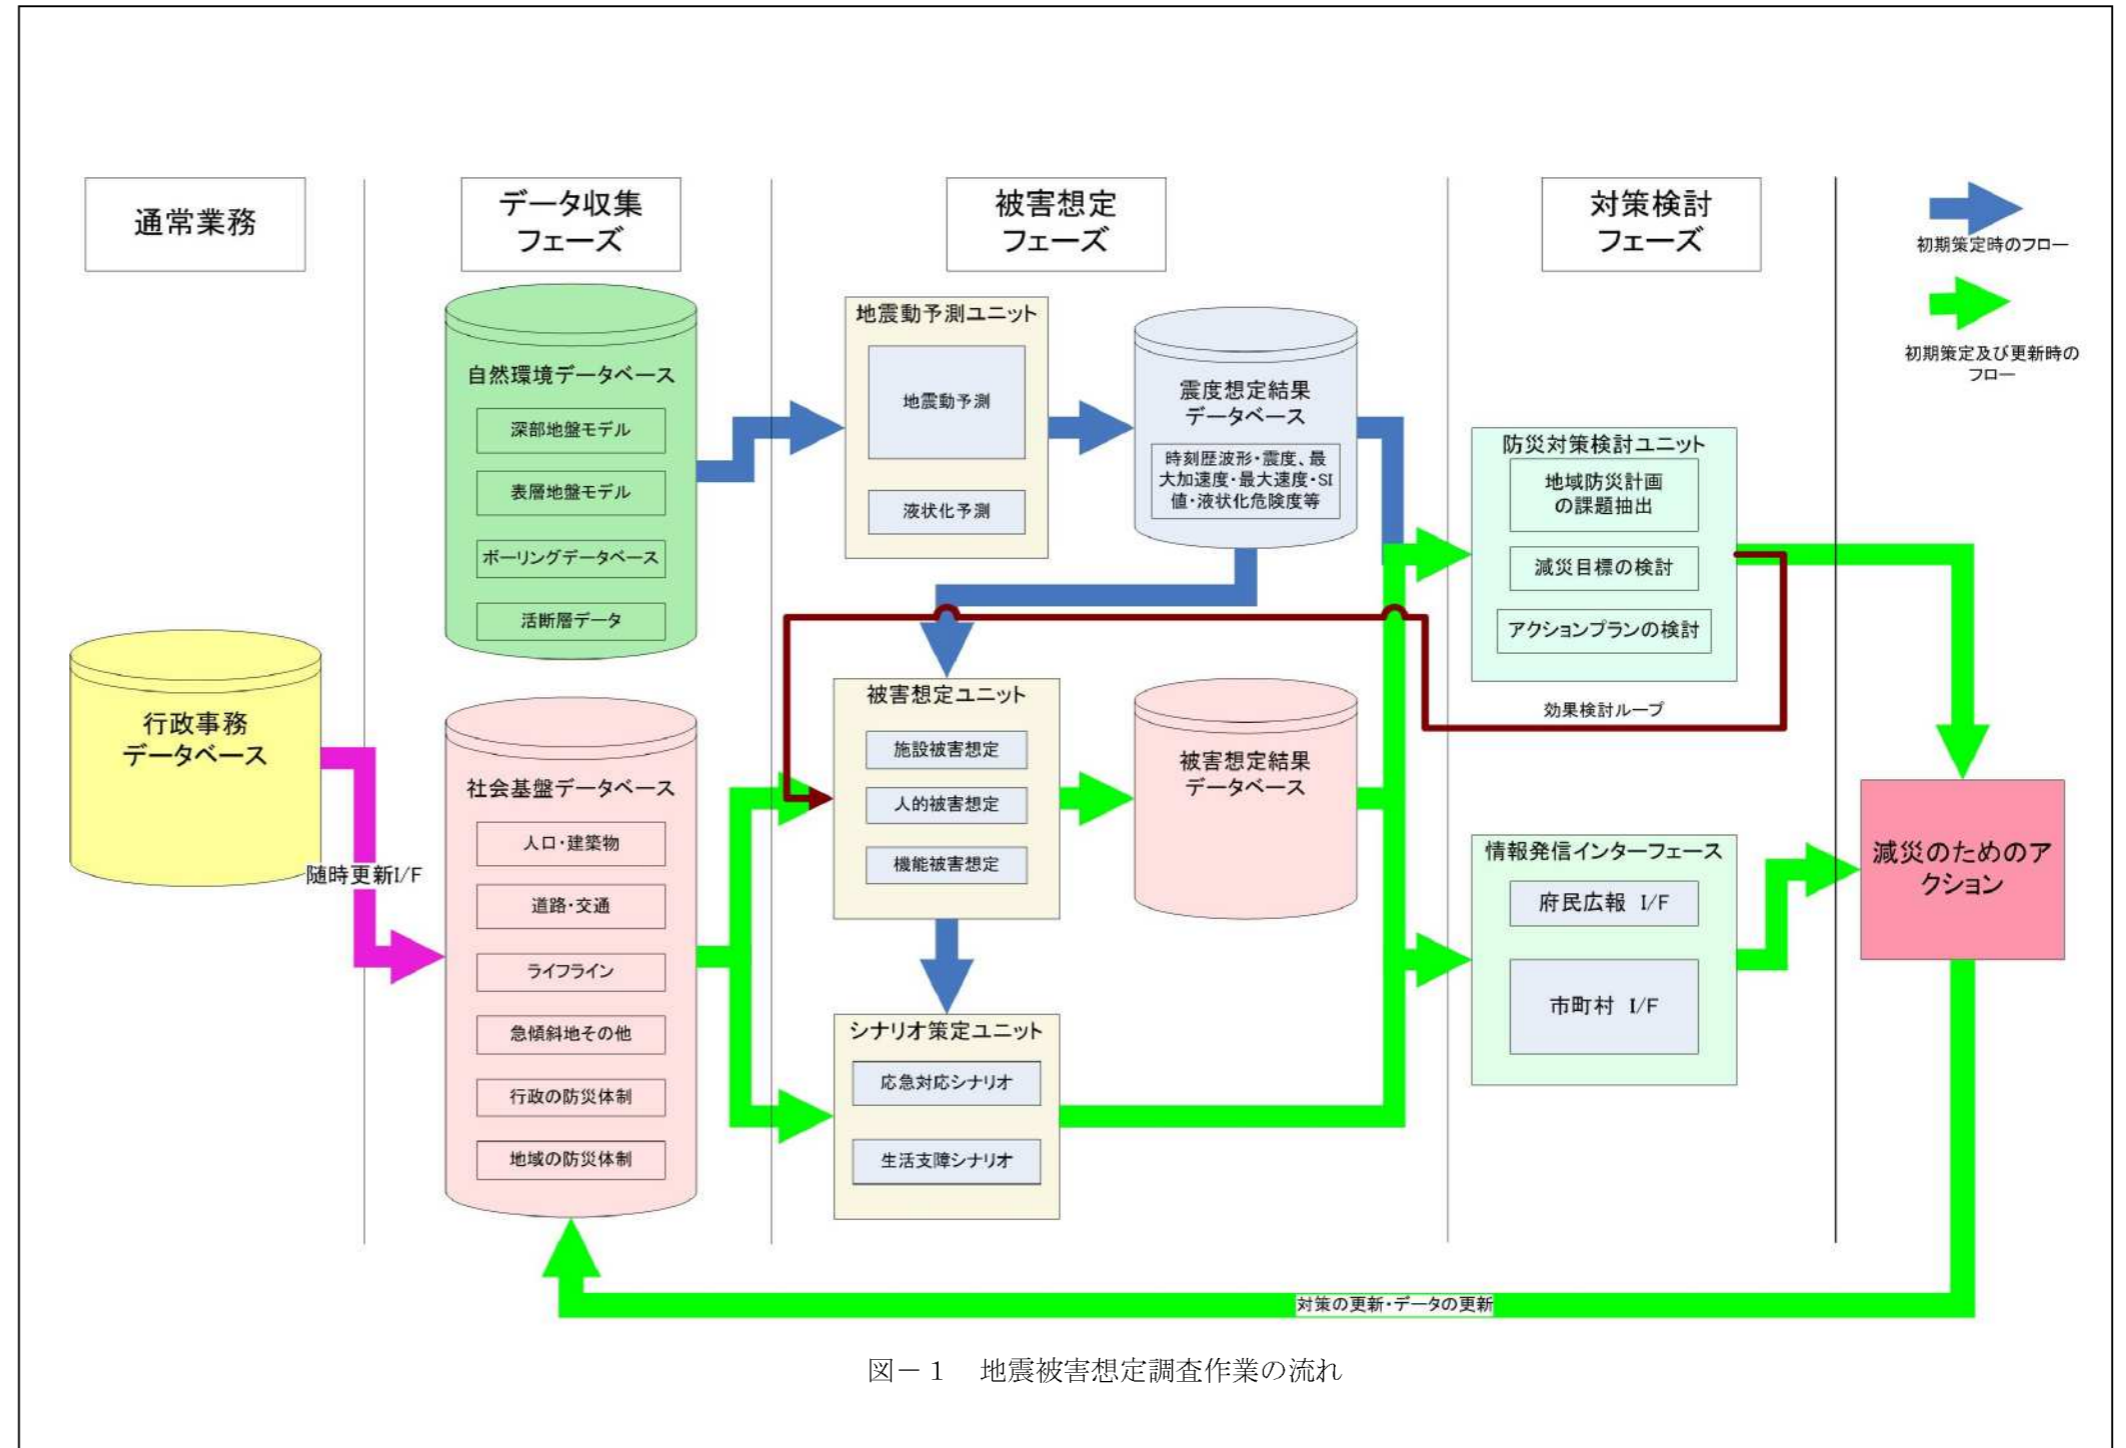 通常業務
データ収集
フェーズ
被害想定
フェーズ
対策検討
フェーズ
初期策定時のフロー
初期策定及び更新時の
フロー
行政事務
データベース
随時更新I/F
自然環境データベース
深部地盤モデル
表層地盤モデル
ボーリングデータベース
活断層データ
社会基盤データベース
人口・建築物
道路・交通
ライフライン
急傾斜地その他
行政の防災体制
地域の防災体制
地震動予測ユニット
地震動予測
液状化予測
震度想定結果
データベース
時刻歴波形・震度、最
大加速度・最大速度・SI
値・液状化危険度等
被害想定ユニット
施設被害想定
人的被害想定
機能被害想定
被害想定結果
データベース
シナリオ策定ユニット
応急対応シナリオ
生活支障シナリオ
防災対策検討ユニット
地域防災計画
の課題抽出
減災目標の検討
アクションプランの検討
効果検討ループ
情報発信インターフェース
府民広報 I/F
市町村 I/F
減災のためのア
クション
対策の更新・データの更新
図－１　地震被害想定調査作業の流れ